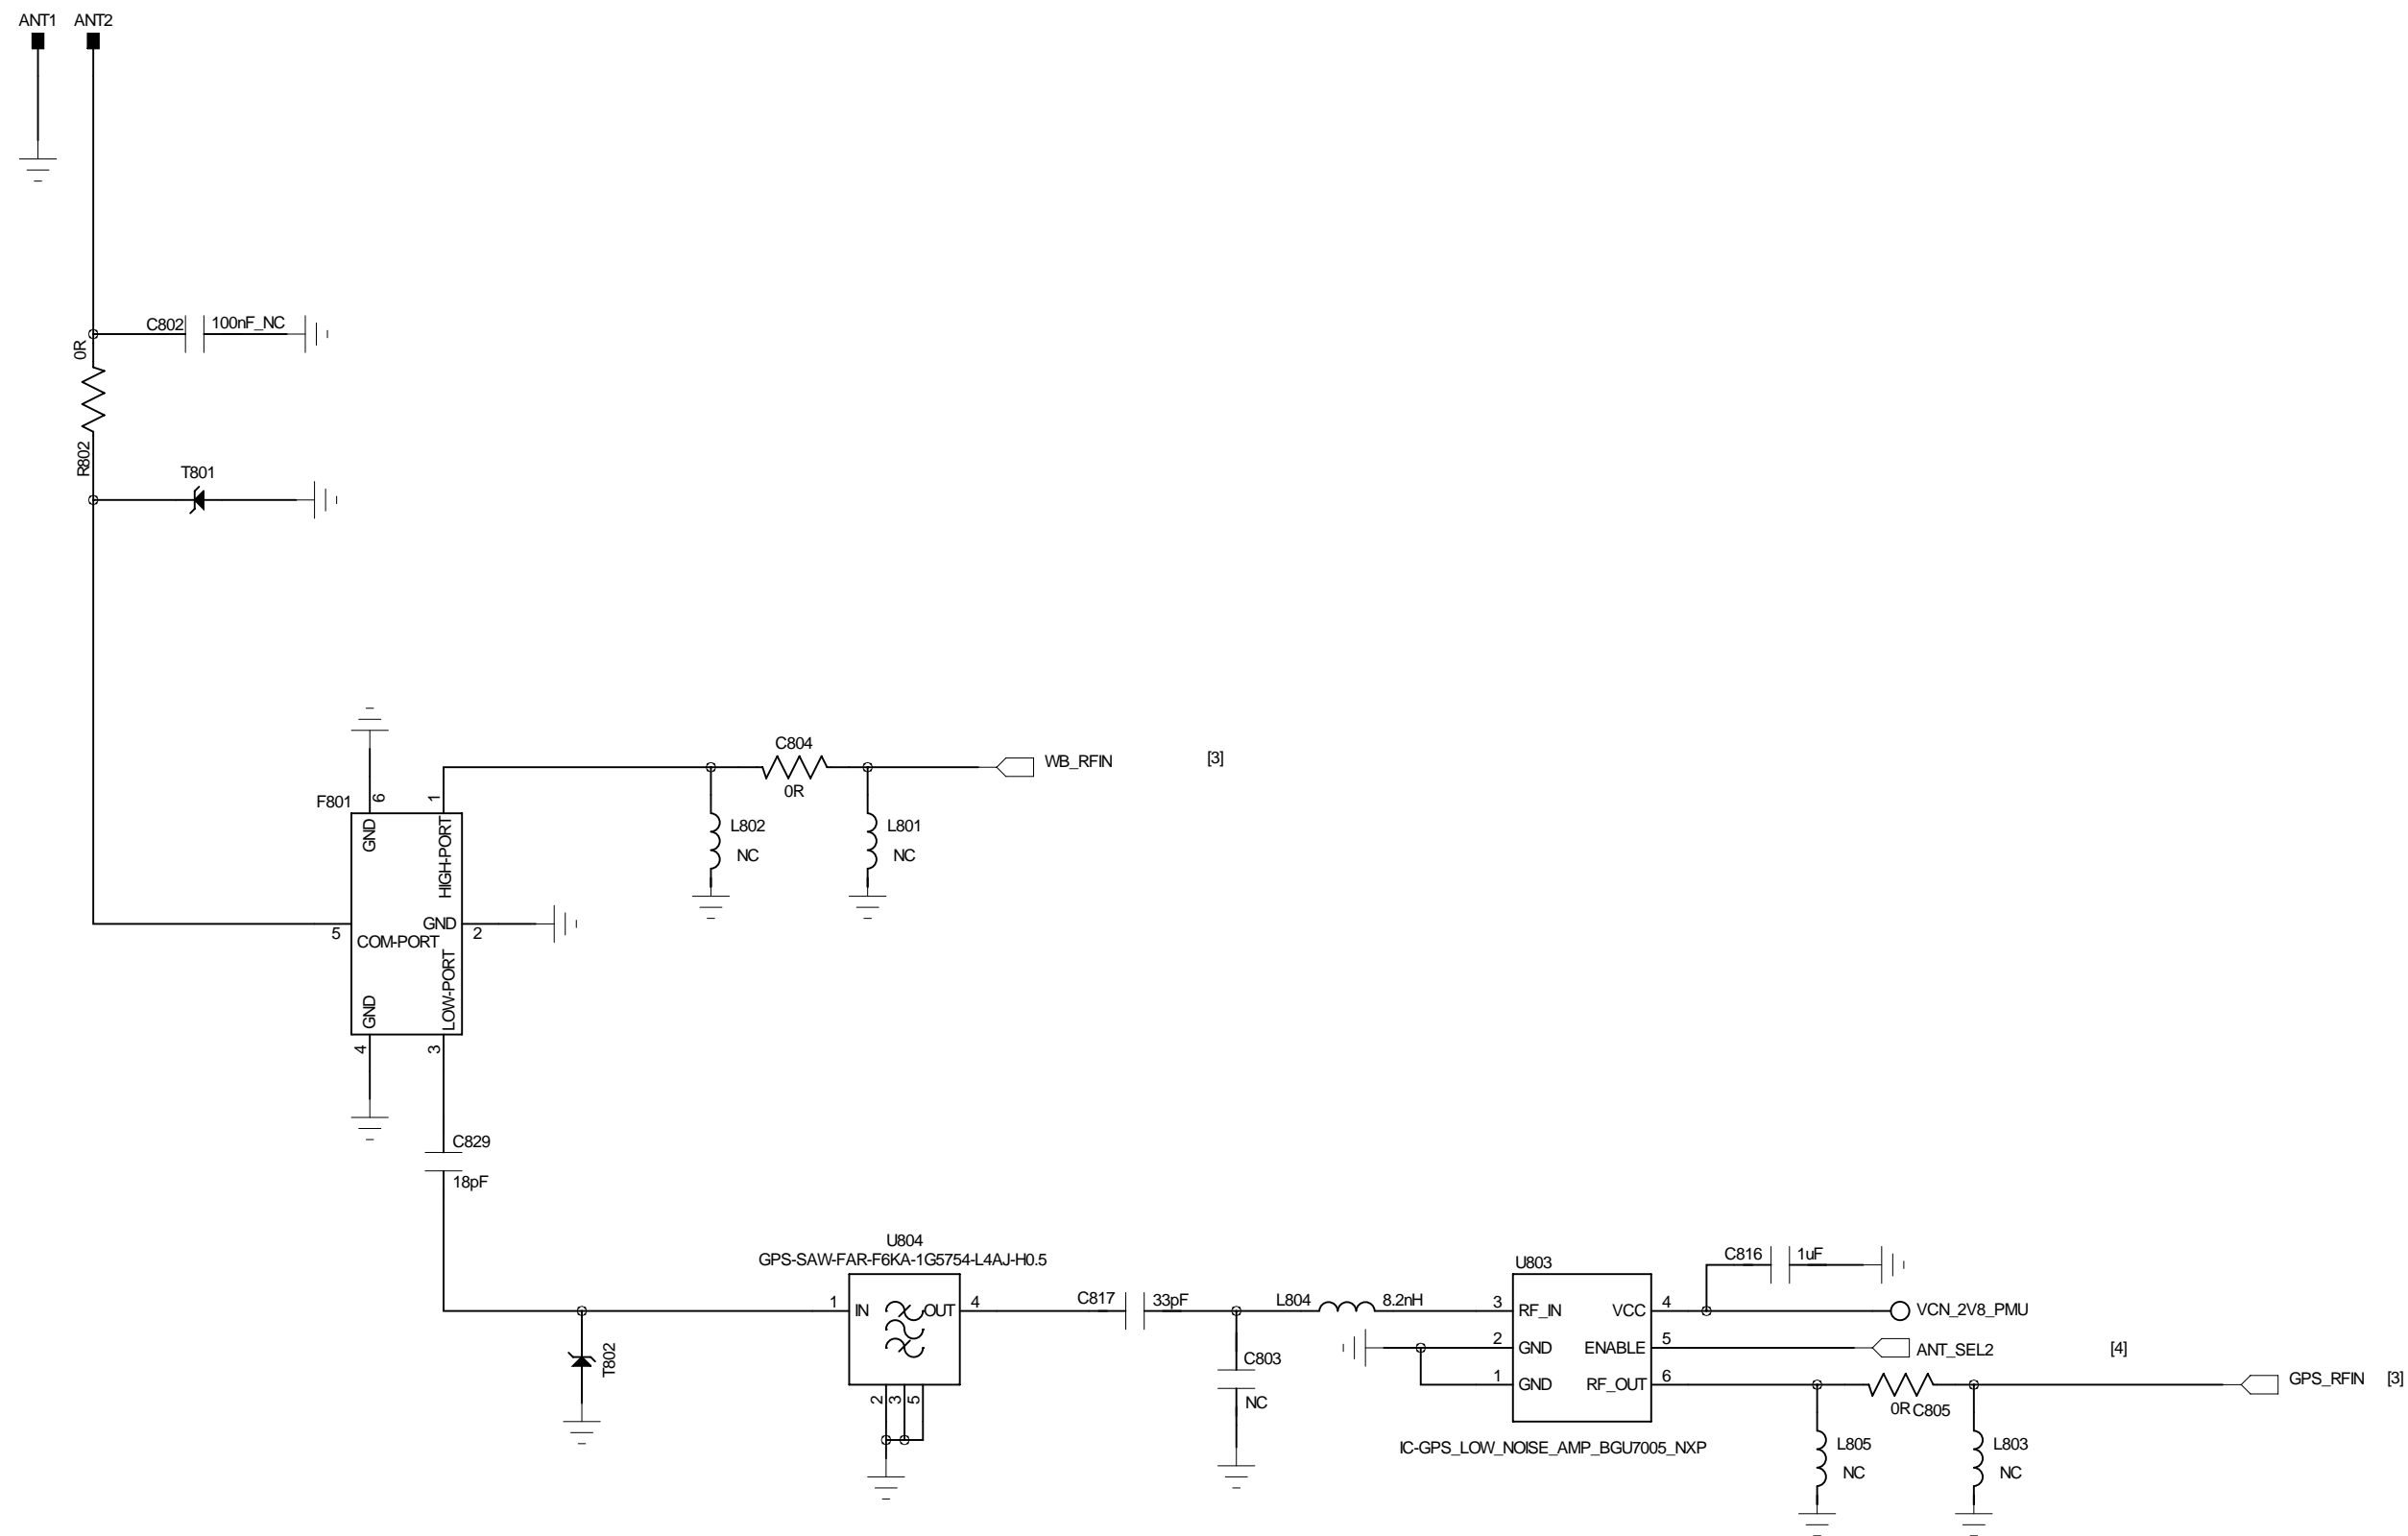 ANT1 ANT2
C802 100nF_NC
0R
R802
T801
C804
WB_RFIN [3]
0R
F801
6
1
GND
HIGH-PORT
L802
NC
L801
NC
5
COM-PORT
GND
2
GND
LOW-PORT
4
3
C829
18pF
U804
GPS-SAW-FAR-F6KA-1G5754-L4AJ-H0.5
1 IN OUT 4
2
3
5
T802
C817 33pF
C803
NC
L804 8.2nH
U803
3 RF_IN VCC 4
2 GND ENABLE 5
1 GND RF_OUT 6
IC-GPS_LOW_NOISE_AMP_BGU7005_NXP
C816 1uF
VCN_2V8_PMU
ANT_SEL2 [4]
GPS_RFIN [3]
0R C805
L805
NC
L803
NC